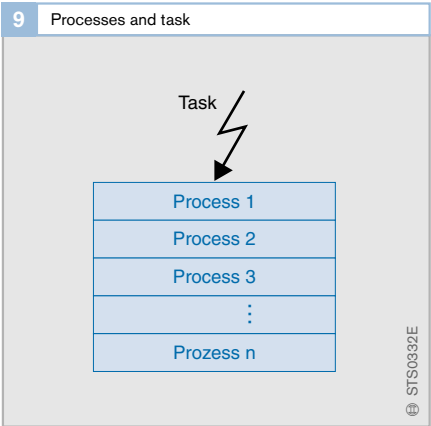 9 Processes and task
Task
Process 1
Process 2
Process 3
⋮
Prozess n
STS0332E